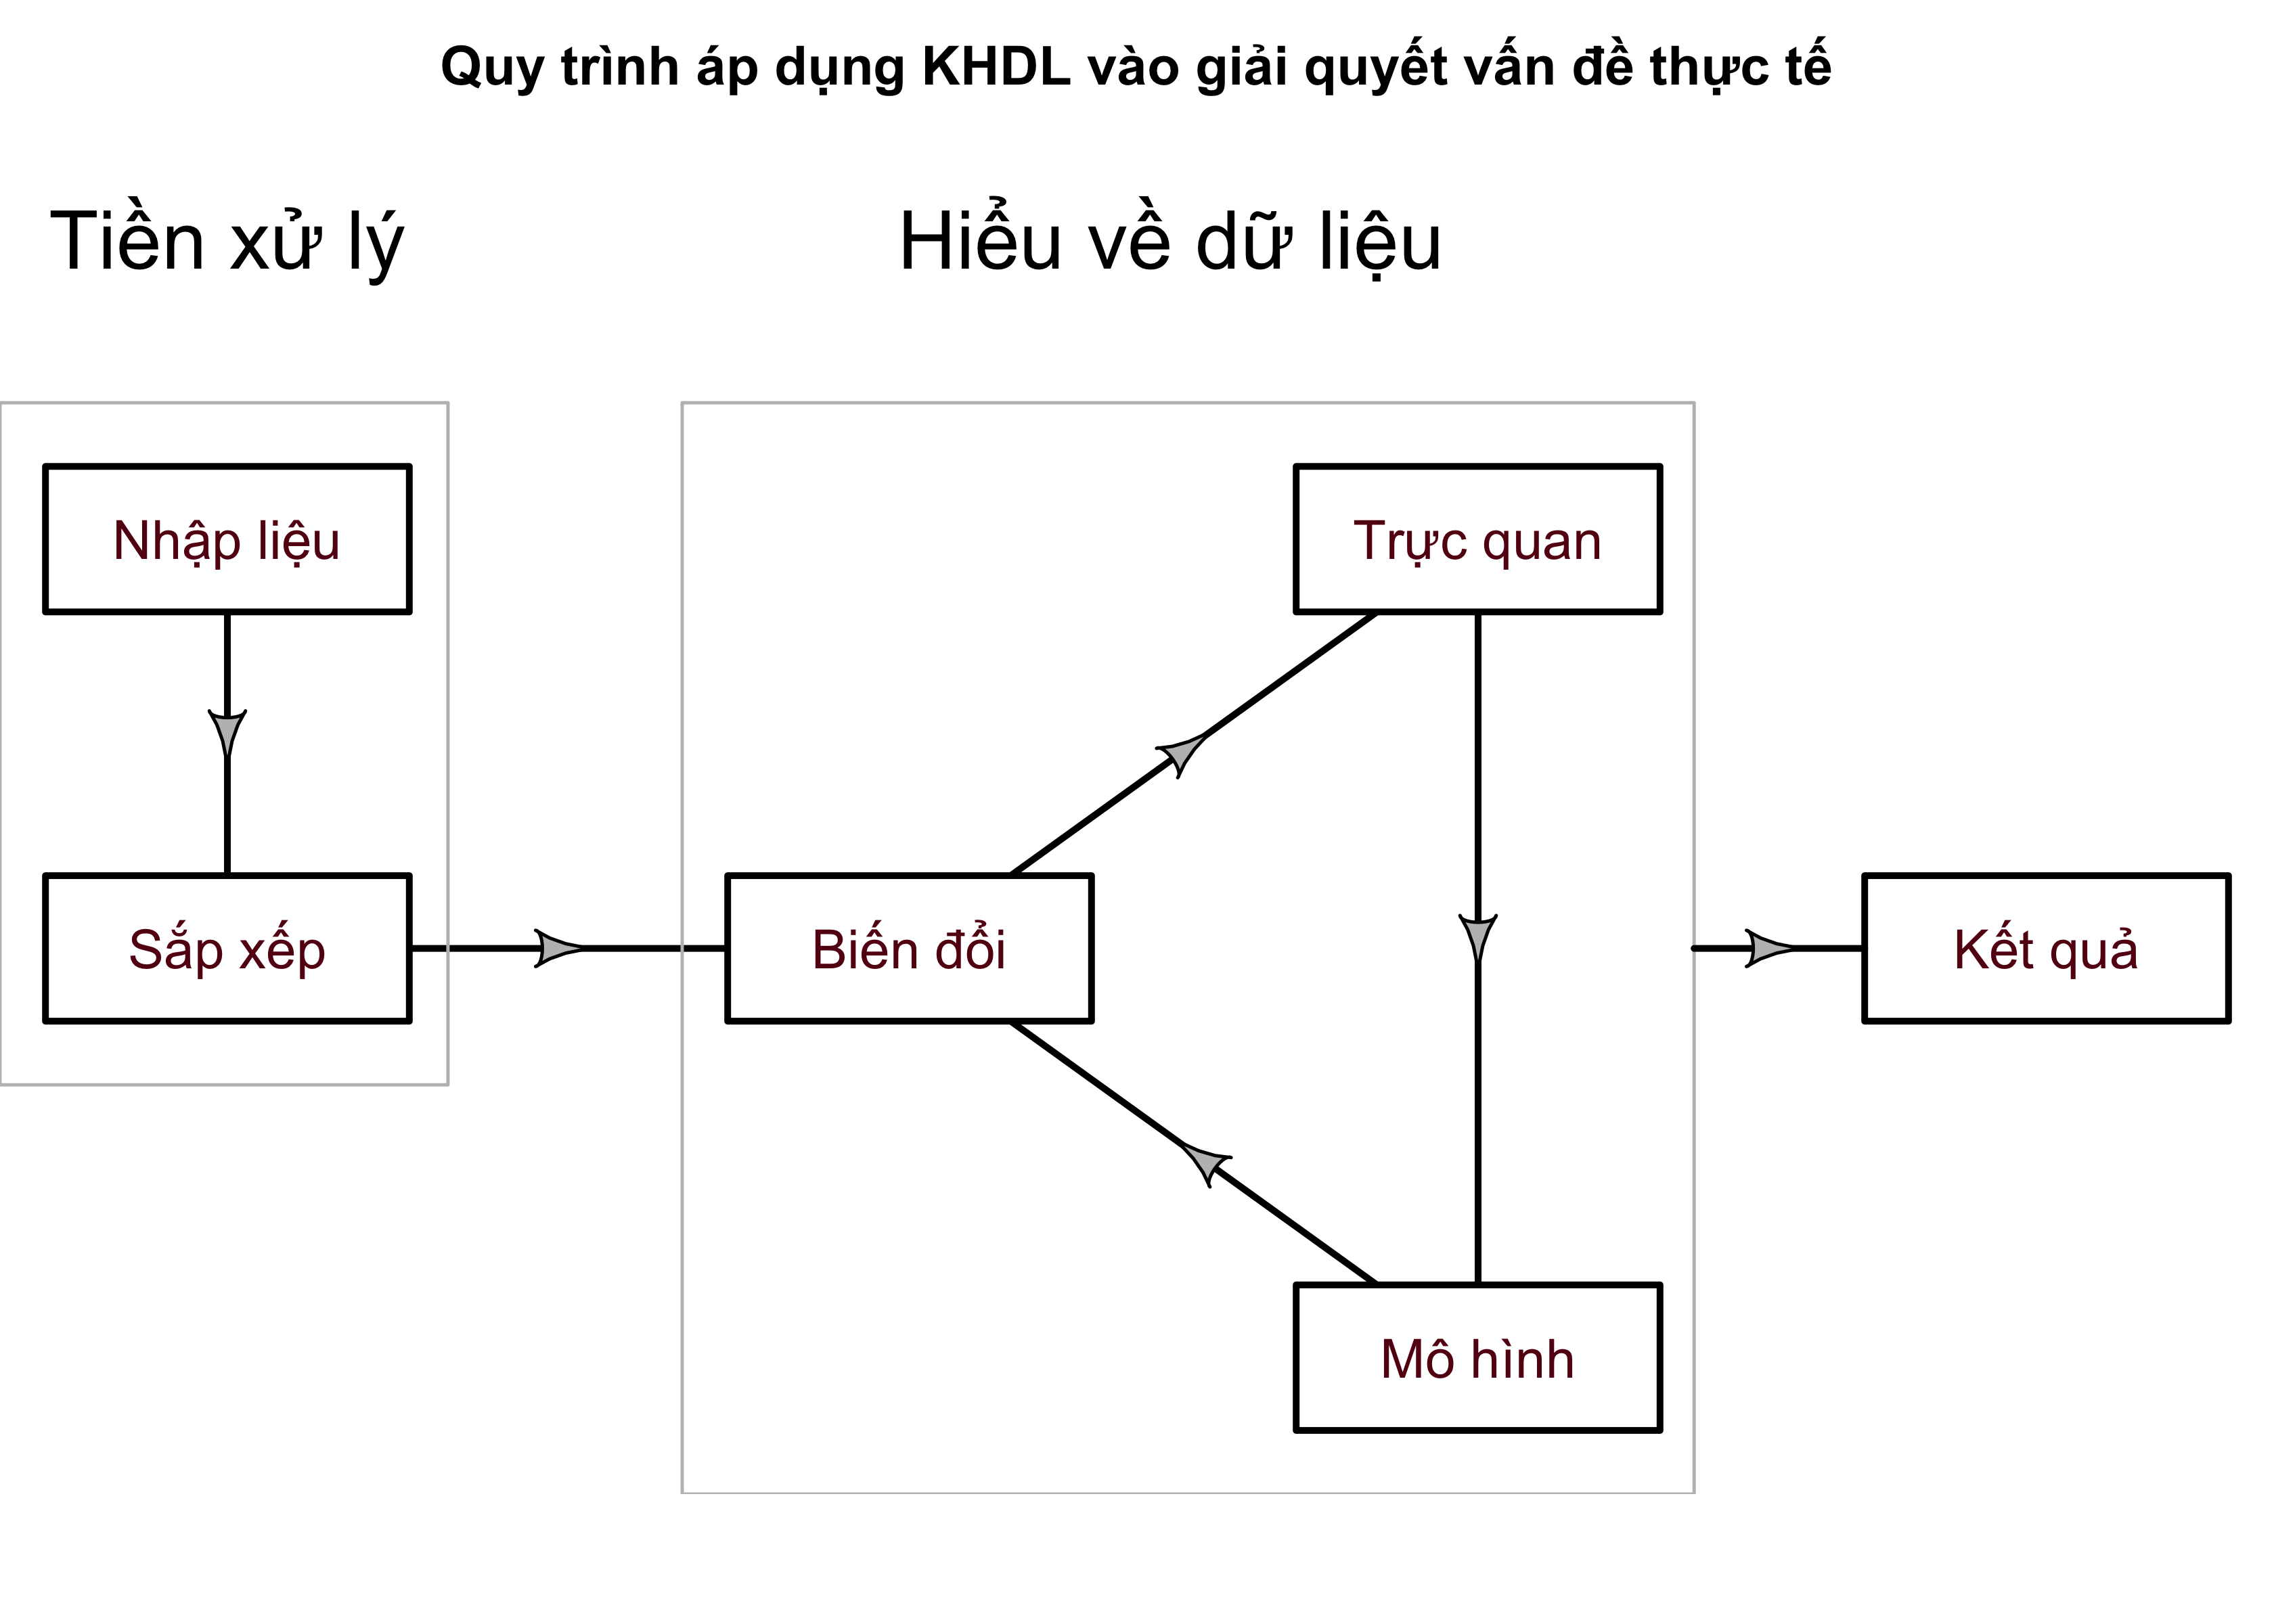 Quy trình áp dụng KHDL vào giải quyết vấn đề thực tế
Tiền xử lý
Hiểu về dữ liệu
Nhập liệu
Trực quan
Sắp xếp
Biến đổi
Kết quả
Mô hình